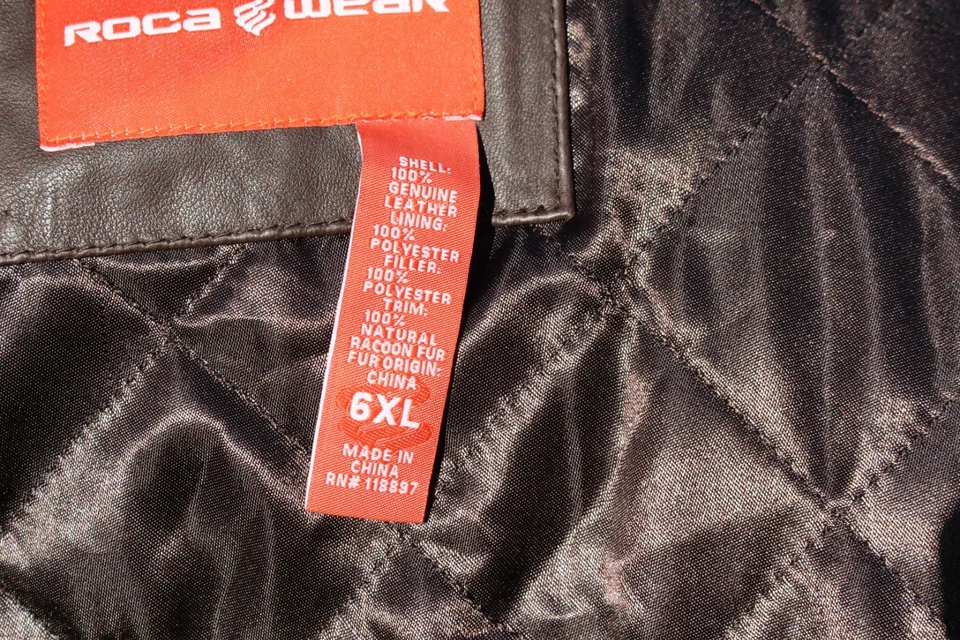 ROCA WEAR
SHELL:
100%
GENUINE
LEATHER
LINING:
100%
POLYESTER
FILLER:
100%
POLYESTER
TRIM:
100%
NATURAL
RACOON FUR
FUR ORIGIN:
CHINA
6XL
MADE IN
CHINA
RN# 118897